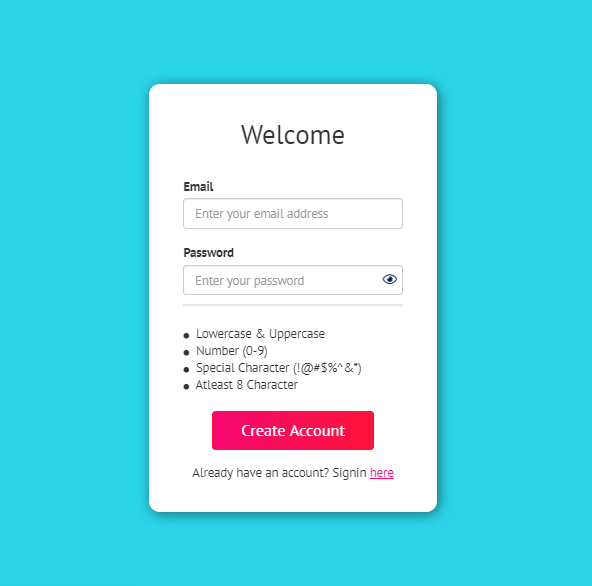 Welcome
Email
Enter your email address
Password
Enter your password
Lowercase & Uppercase
Number (0-9)
Special Character (!@#$%^&*)
Atleast 8 Character
Create Account
Already have an account? Signin here